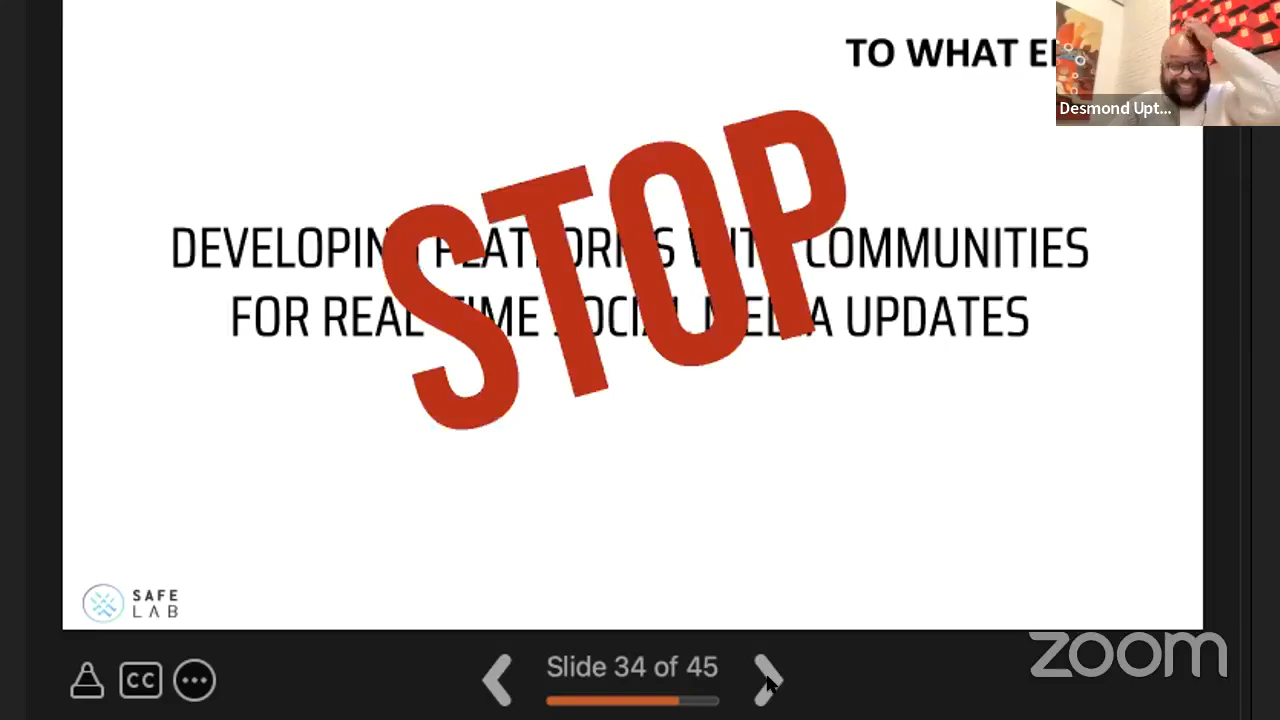 TO WHAT
Desmond Upt...
STOP
DEVELOPING PLATFORMS WITH COMMUNITIES
FOR REAL-TIME SOCIAL MEDIA UPDATES
SAFE
LAB
CC
Slide 34 of 45
zoom